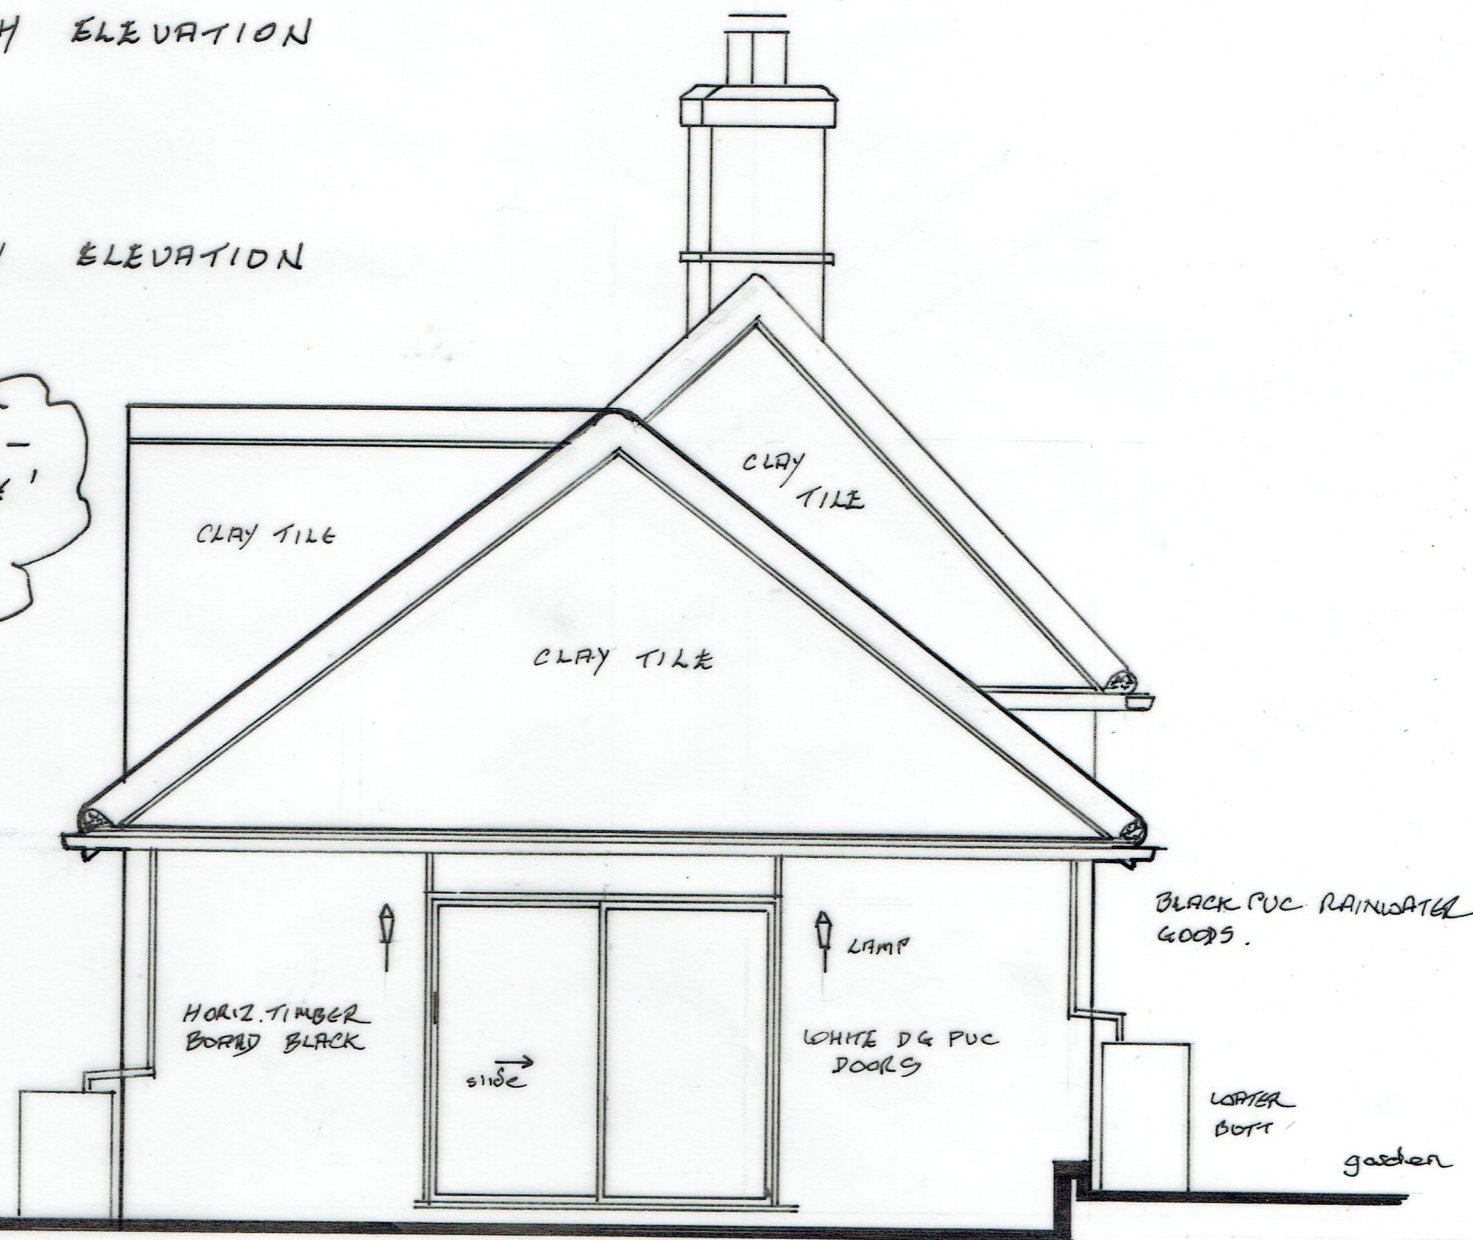 H ELEVATION
ELEVATION
CLAY
TILE
CLAY TILE
CLAY TILE
BLACK PVC RAINWATER
GOODS.
LAMP
HORIZ. TIMBER
BOARD BLACK
WHITE DG PVC
DOORS
slide
WATER
BUTT
garden